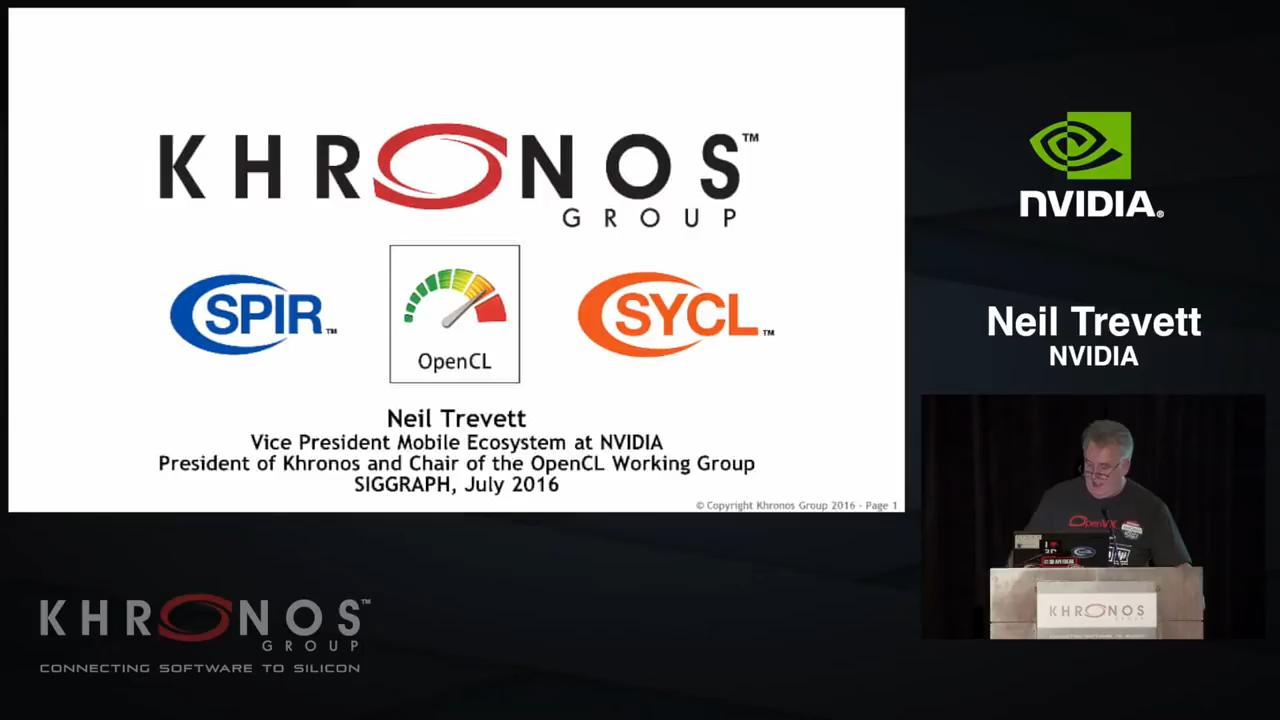 KHRONOS™
GROUP
SPIR™
OpenCL
SYCL™
Neil Trevett
Vice President Mobile Ecosystem at NVIDIA
President of Khronos and Chair of the OpenCL Working Group
SIGGRAPH, July 2016
© Copyright Khronos Group 2016 - Page 1
NVIDIA®
Neil Trevett
NVIDIA
OpenVX
KHRONOS
GROUP
KHRONOS™
GROUP
CONNECTING SOFTWARE TO SILICON